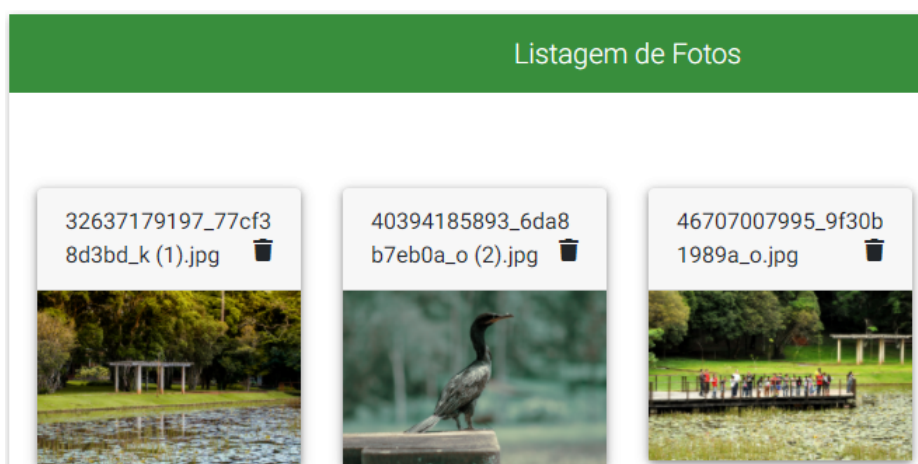 Listagem de Fotos
32637179197_77cf3
8d3bd_k (1).jpg
40394185893_6da8
b7eb0a_o (2).jpg
46707007995_9f30b
1989a_o.jpg